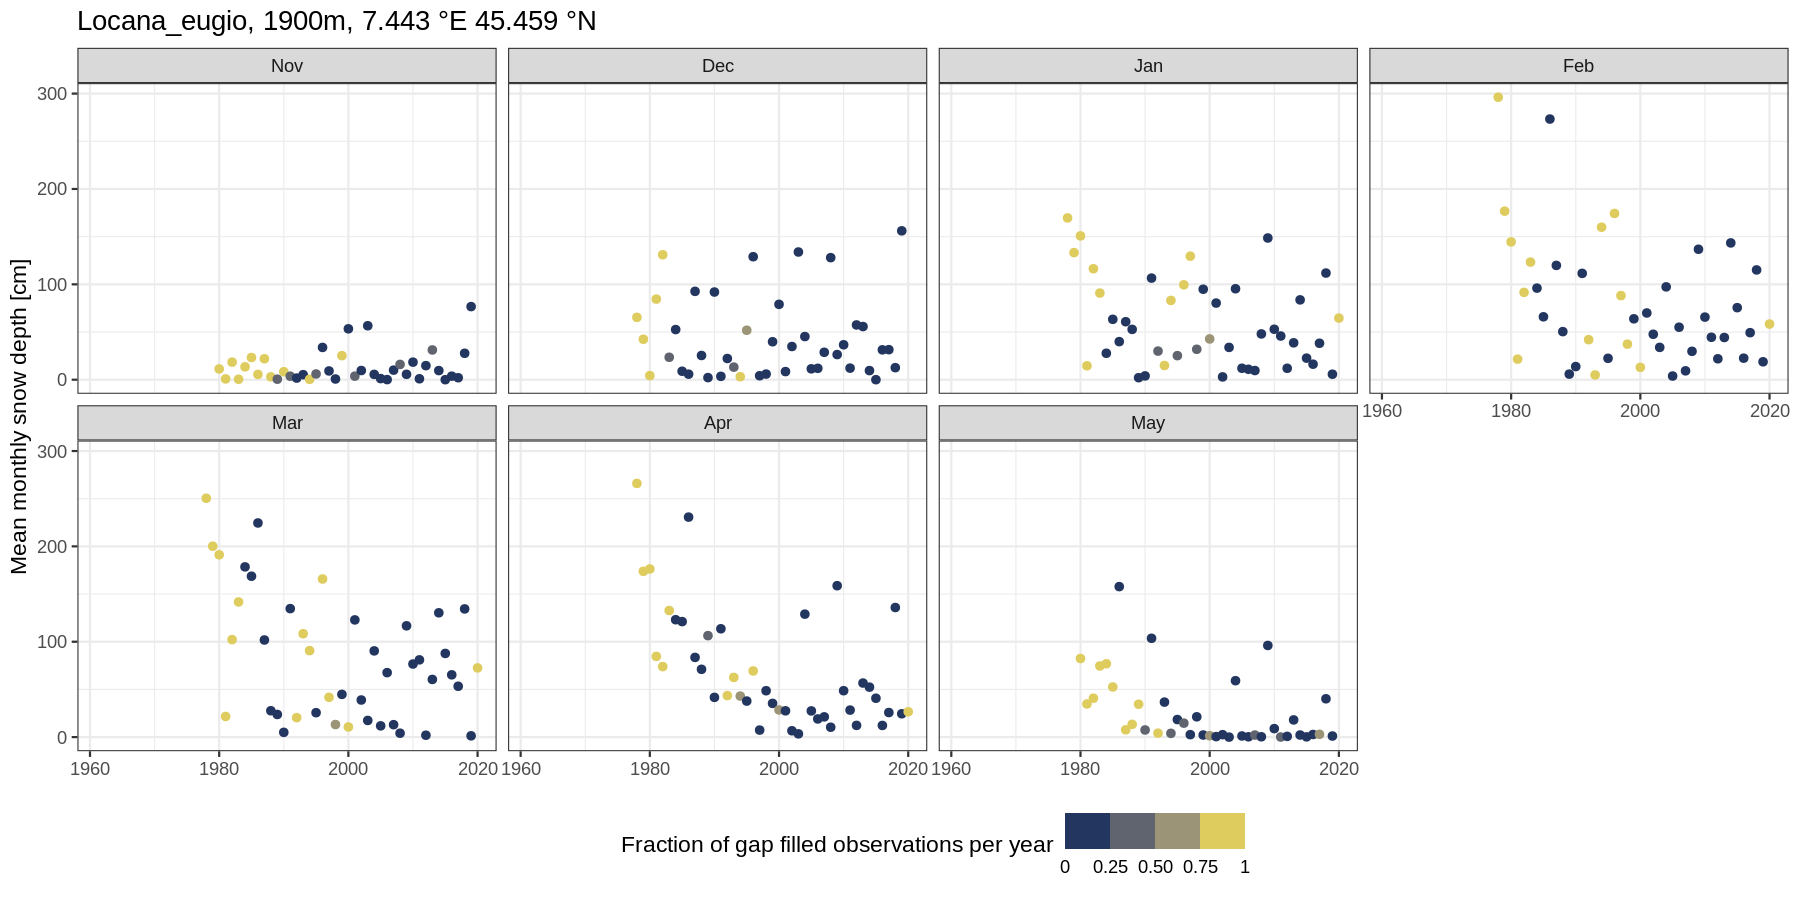 Locana_eugio, 1900m, 7.443 °E 45.459 °N
Nov Dec Jan Feb
300
200
100
0
1960 1980 2000 2020
Mar Apr May
300
200
100
0
1960 1980 2000 2020 1960 1980 2000 2020 1960 1980 2000 2020
Mean monthly snow depth [cm]
Fraction of gap filled observations per year
0 0.25 0.50 0.75 1